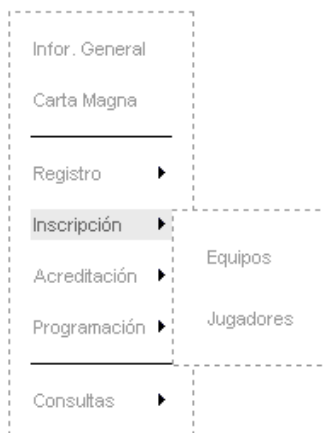 Infor. General
Carta Magna
Registro
Inscripción
Equipos
Acreditación
Jugadores
Programación
Consultas